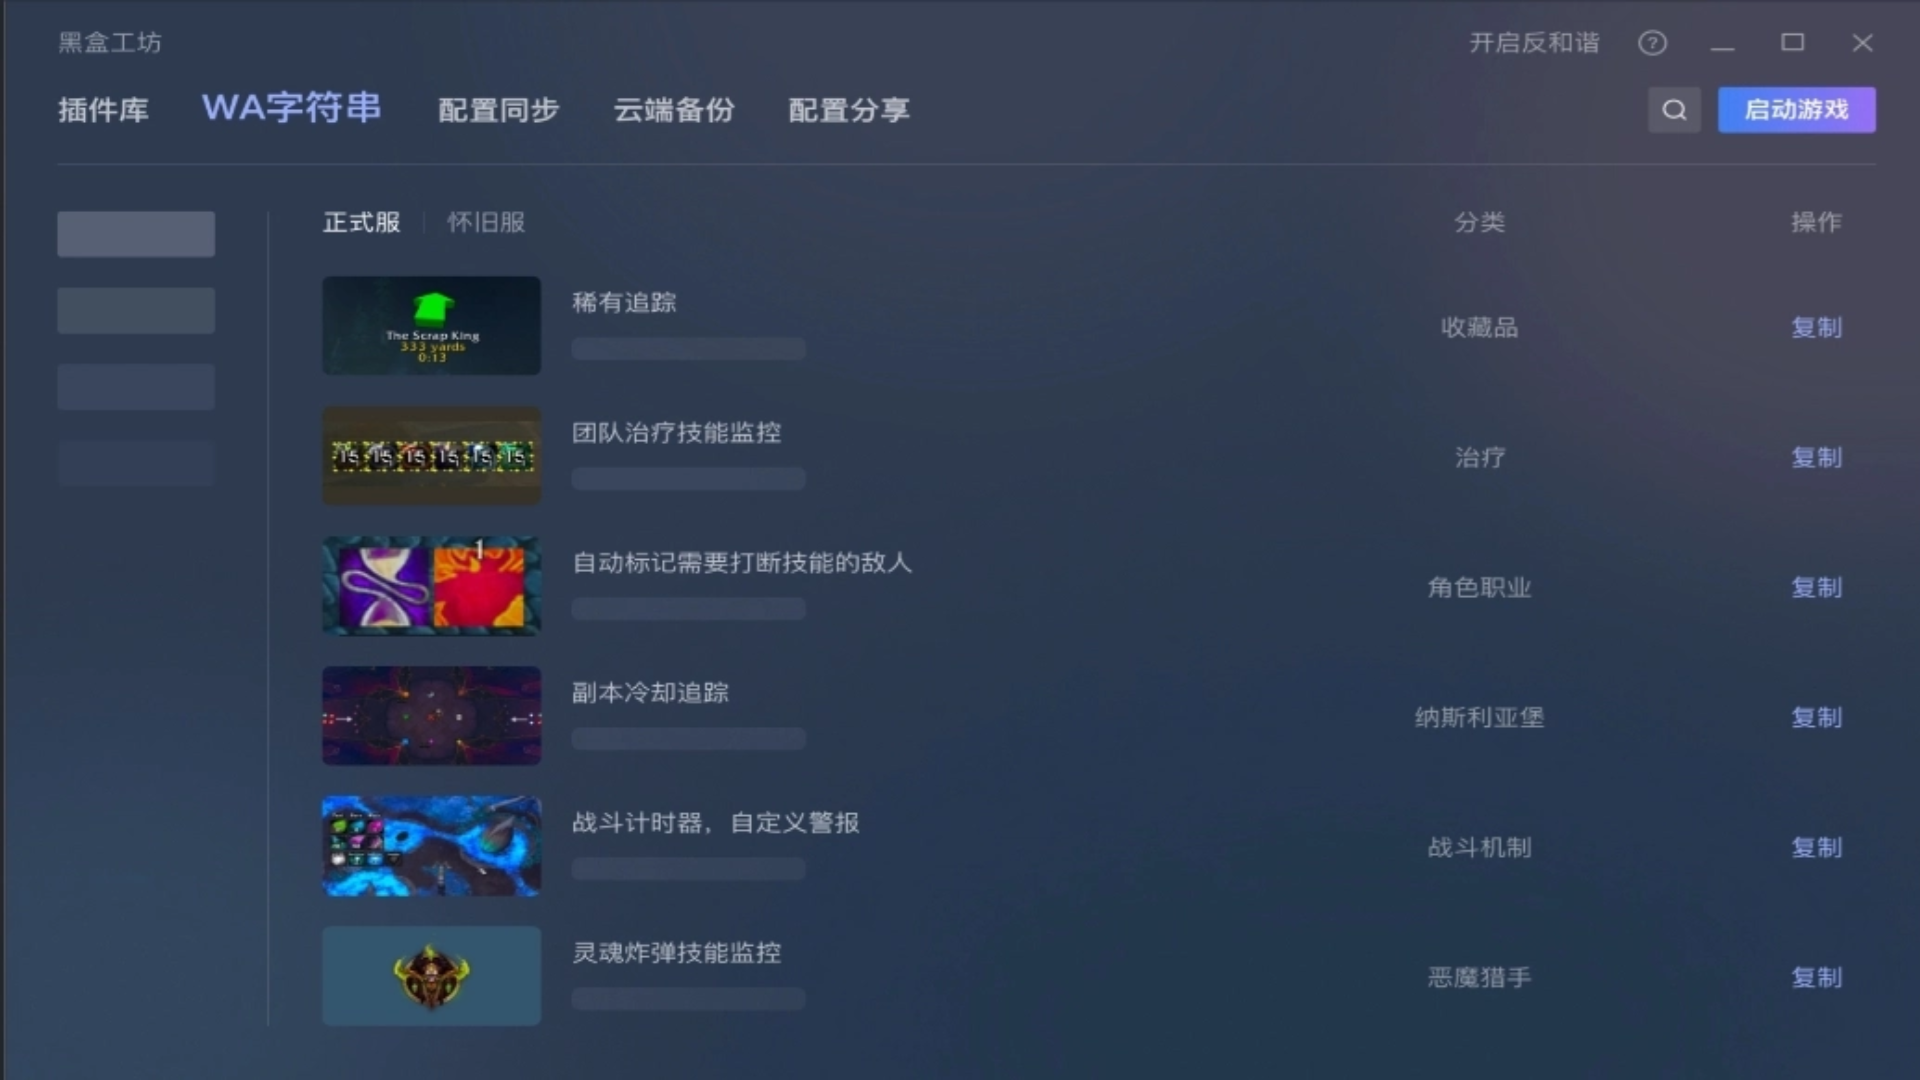 黑盒工坊
开启反和谐
插件库 WA字符串 配置同步 云端备份 配置分享
启动游戏
正式服 怀旧服 分类 操作
The Scrap King
333 yards
0:13
稀有追踪
收藏品 复制
15 15 15 15 15 15
团队治疗技能监控
治疗 复制
1
自动标记需要打断技能的敌人
角色职业 复制
副本冷却追踪
纳斯利亚堡 复制
战斗计时器，自定义警报
战斗机制 复制
灵魂炸弹技能监控
恶魔猎手 复制